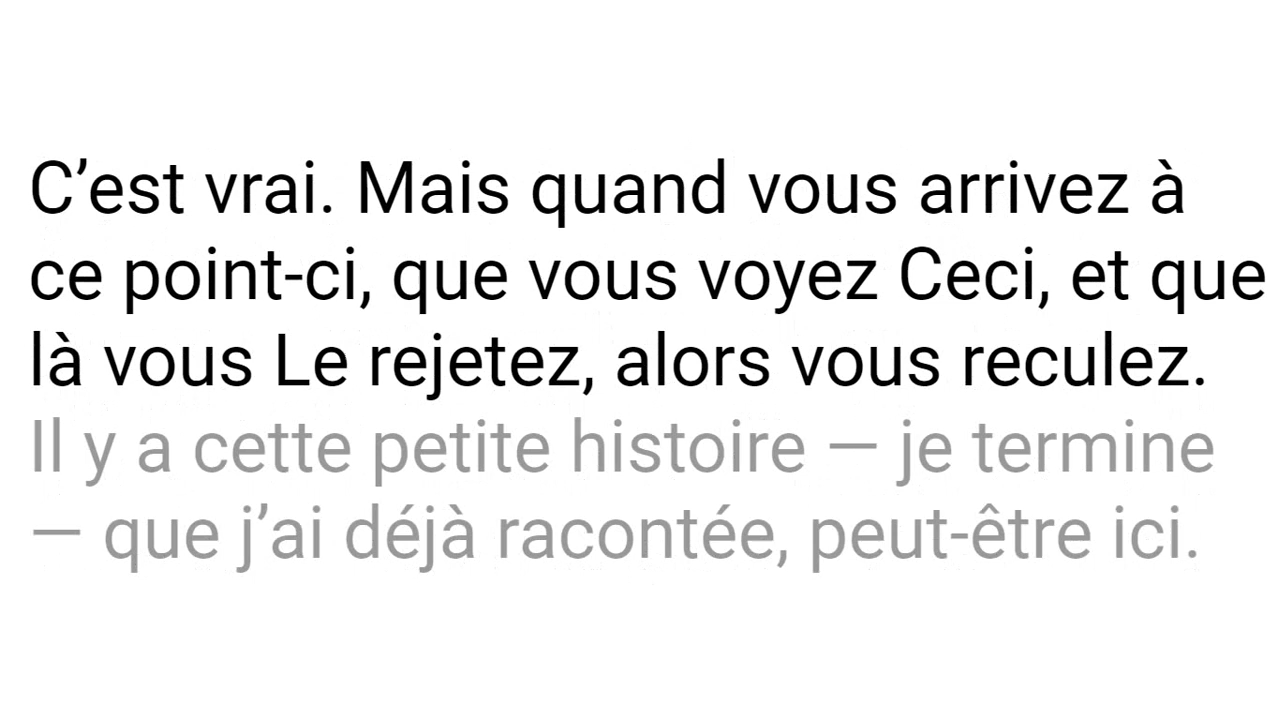 C’est vrai. Mais quand vous arrivez à
ce point-ci, que vous voyez Ceci, et que
là vous Le rejetez, alors vous reculez.
Il y a cette petite histoire — je termine
— que j’ai déjà racontée, peut-être ici.